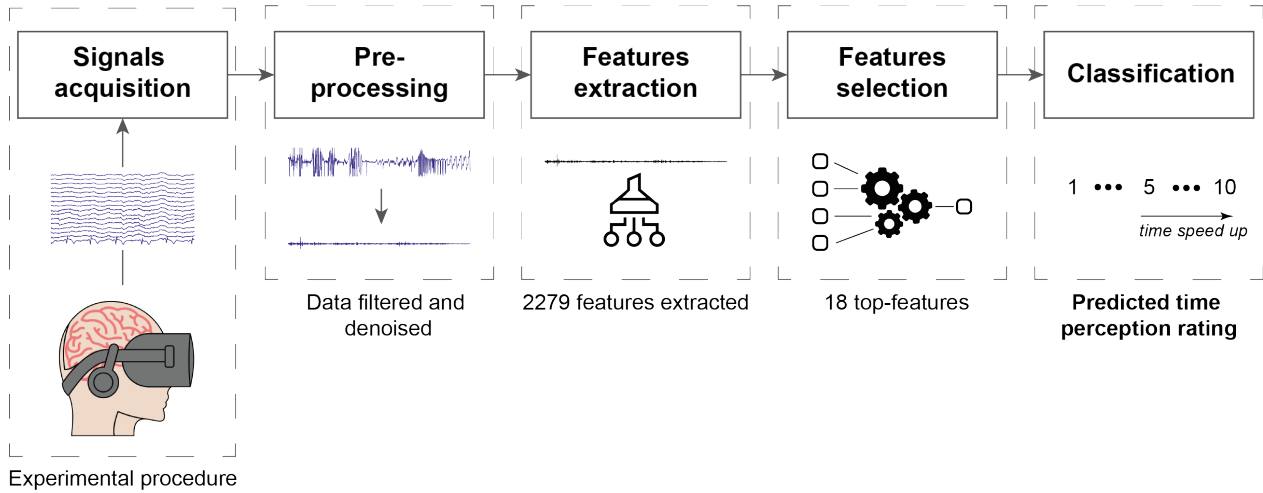 Signals
acquisition
Pre-
processing
Features
extraction
Features
selection
Classification
1 ••• 5 ••• 10
time speed up
Data filtered and
denoised
2279 features extracted
18 top-features
Predicted time
perception rating
Experimental procedure